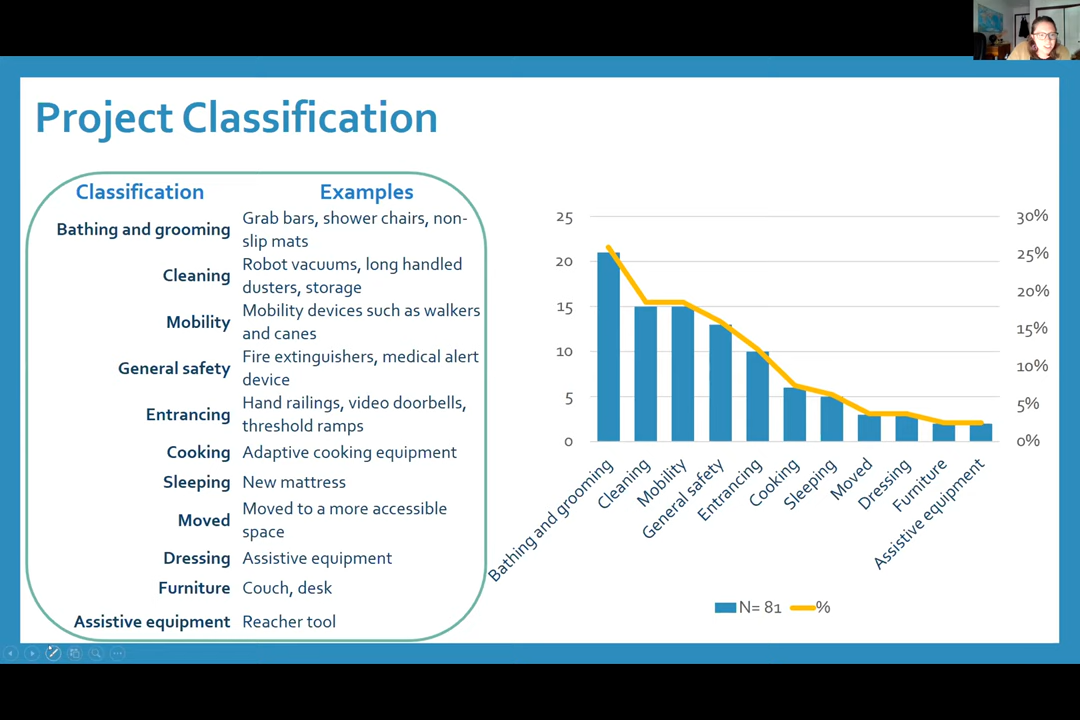 Project Classification
Classification Examples
Bathing and grooming Grab bars, shower chairs, non-
slip mats
Cleaning Robot vacuums, long handled
dusters, storage
Mobility Mobility devices such as walkers
and canes
General safety Fire extinguishers, medical alert
device
Entrancing Hand railings, video doorbells,
threshold ramps
Cooking Adaptive cooking equipment
Sleeping New mattress
Moved Moved to a more accessible
space
Dressing Assistive equipment
Furniture Couch, desk
Assistive equipment Reacher tool
25 30%
20 25%
15 20%
10 15%
5 10%
0 5%
0%
Bathing and grooming
Cleaning
Mobility
General safety
Entrancing
Cooking
Sleeping
Moved
Dressing
Furniture
Assistive equipment
N= 81 %